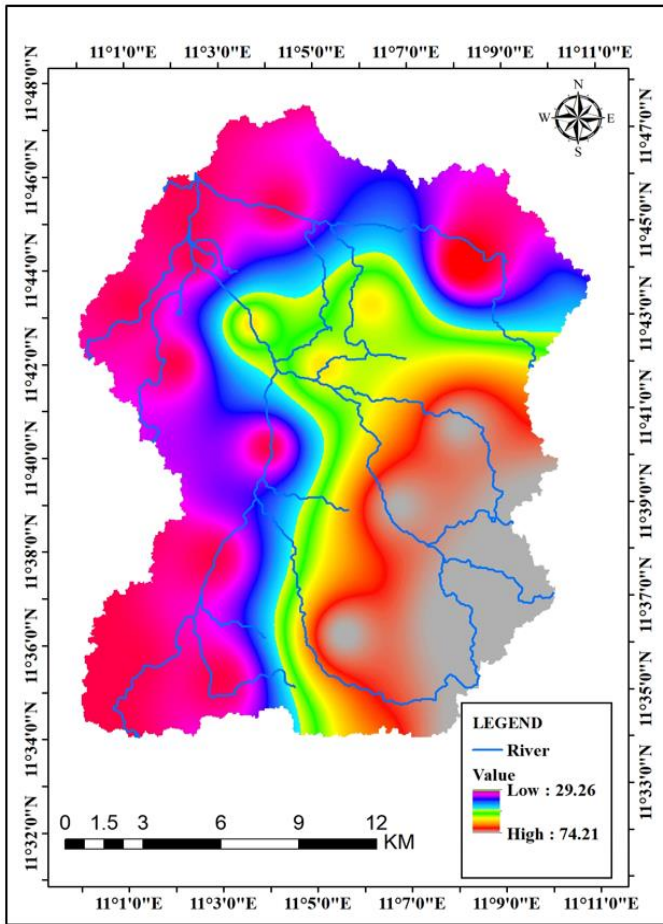 11°1'0"E 11°3'0"E 11°5'0"E 11°7'0"E 11°9'0"E 11°11'0"E
11°48'0"N
11°46'0"N
11°44'0"N
11°42'0"N
11°40'0"N
11°38'0"N
11°36'0"N
11°34'0"N
11°32'0"N
N
W E
S
11°47'0"N
11°45'0"N
11°43'0"N
11°41'0"N
11°39'0"N
11°37'0"N
11°35'0"N
11°33'0"N
LEGEND
River
Value
Low : 29.26
High : 74.21
0 1.5 3 6 9 12
KM
11°1'0"E 11°3'0"E 11°5'0"E 11°7'0"E 11°9'0"E 11°11'0"E